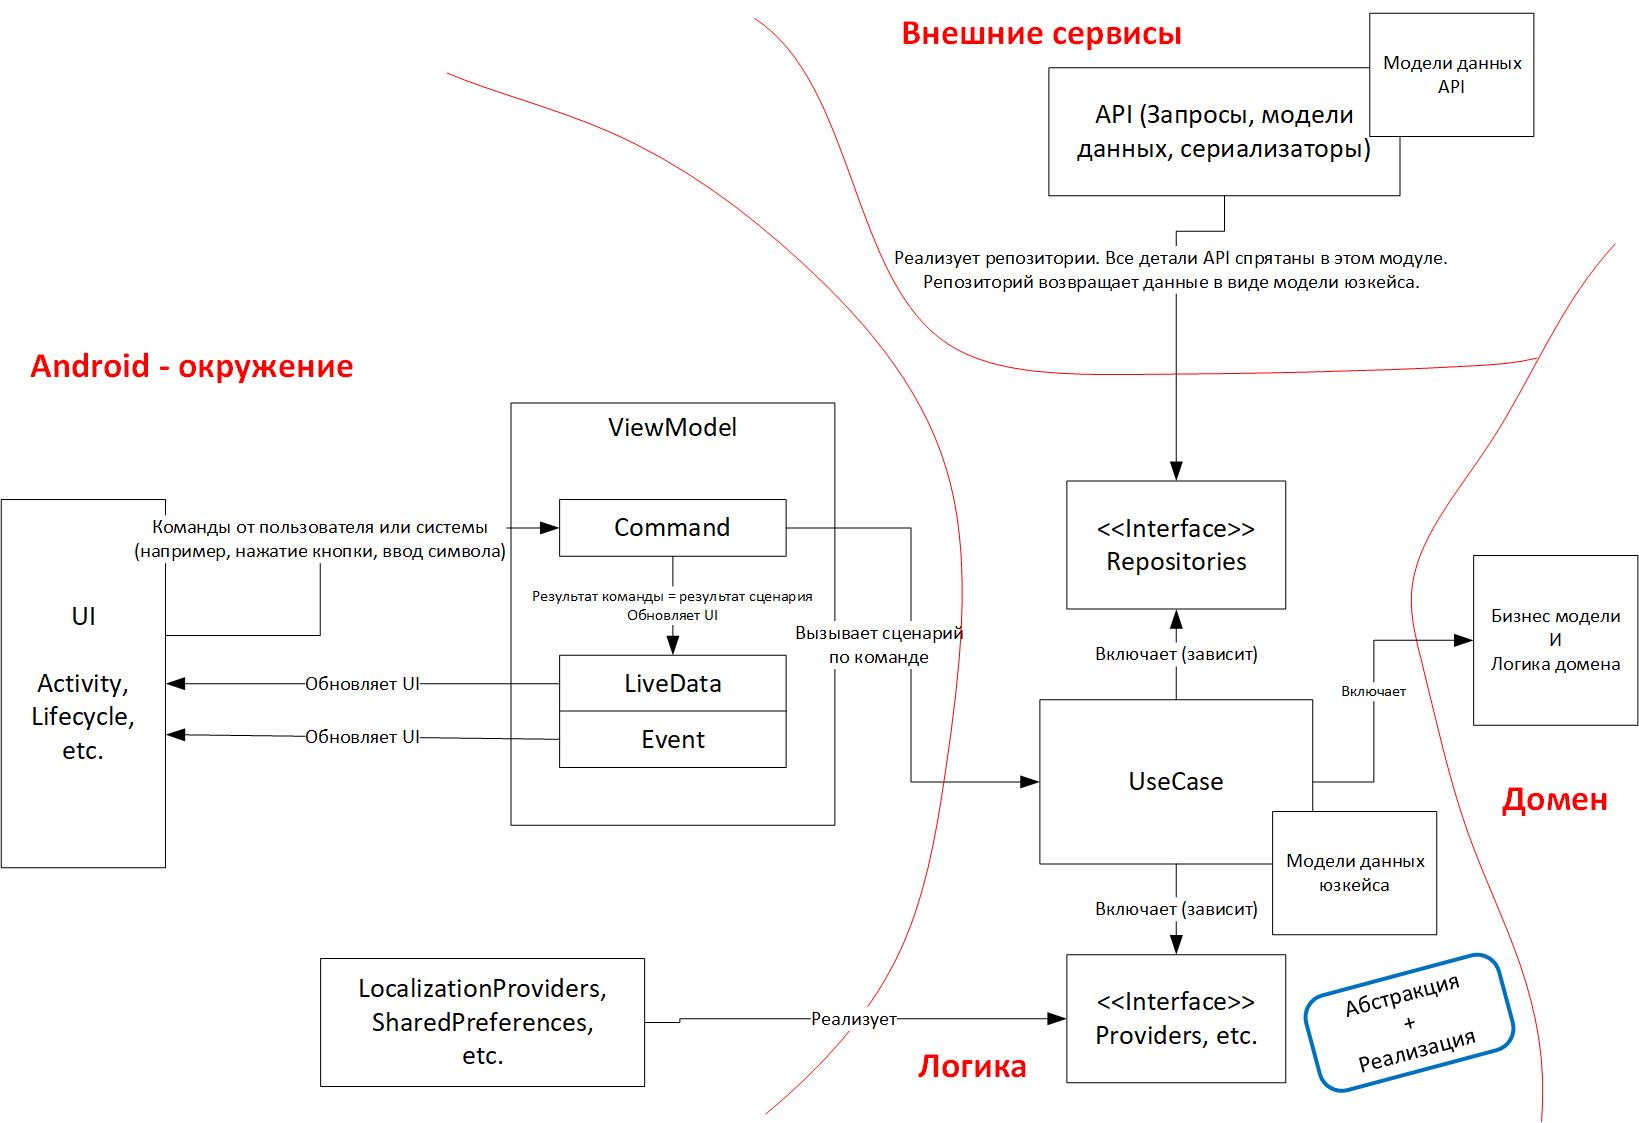 Внешние сервисы
Модели данных
API
API (Запросы, модели
данных, сериализаторы)
Реализует репозитории. Все детали API спрятаны в этом модуле.
Репозиторий возвращает данные в виде модели юзкейса.
Android - окружение
ViewModel
Command
Команды от пользователя или системы
(например, нажатие кнопки, ввод символа)
Результат команды = результат сценария
Обновляет UI
UI
Activity,
Lifecycle,
etc.
Обновляет UI
Обновляет UI
LiveData
Event
Вызывает сценарий
по команде
<<Interface>>
Repositories
Включает (зависит)
UseCase
Включает
Бизнес модели
И
Логика домена
Домен
Модели данных
юзкейса
Включает (зависит)
LocalizationProviders,
SharedPreferences,
etc.
Реализует
<<Interface>>
Providers, etc.
Логика
Абстракция
+
Реализация